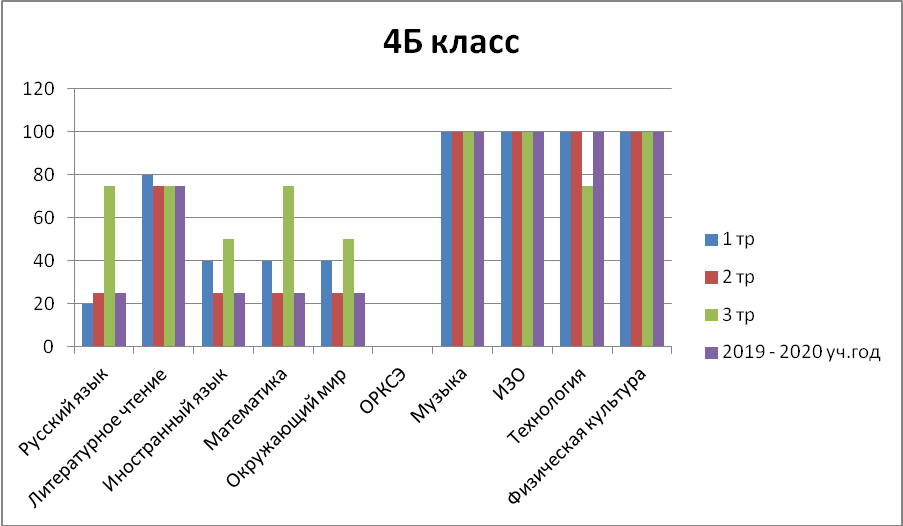 4Б класс
120
100
80
60
40
20
0
Русский язык
Литературное чтение
Иностранный язык
Математика
Окружающий мир
ОРКСЭ
Музыка
ИЗО
Технология
Физическая культура
1 тр
2 тр
3 тр
2019 - 2020 уч.год